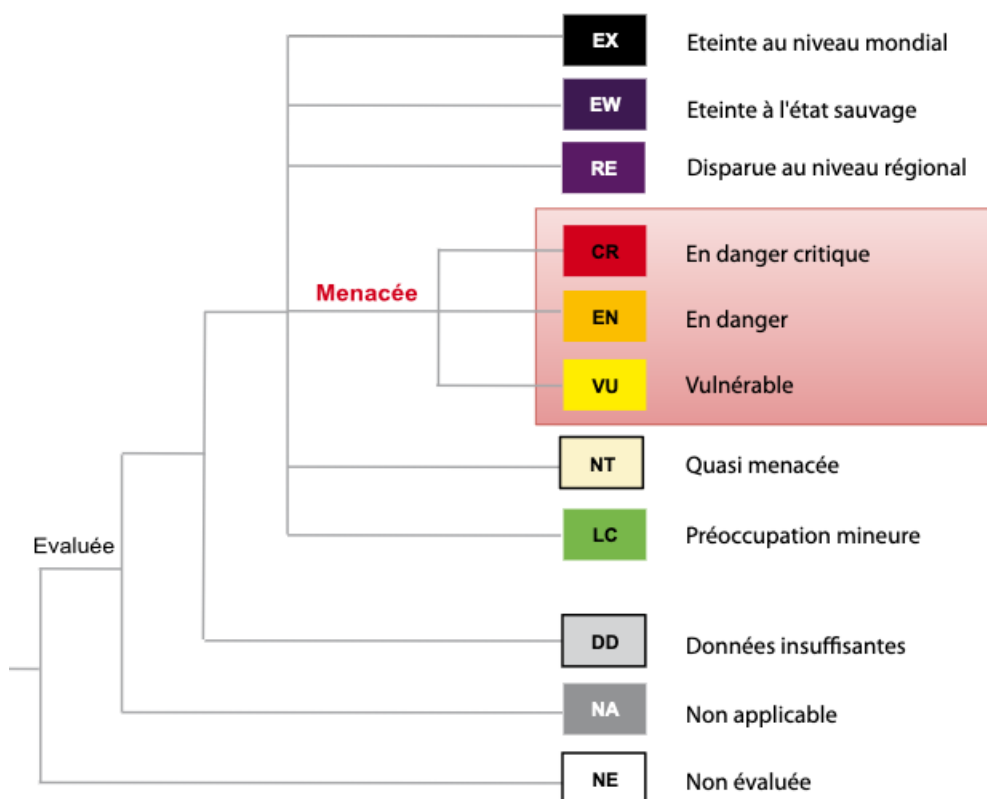 EX Eteinte au niveau mondial
EW Eteinte à l'état sauvage
RE Disparue au niveau régional
CR En danger critique
Menacée
EN En danger
VU Vulnérable
NT Quasi menacée
LC Préoccupation mineure
Evaluée
DD Données insuffisantes
NA Non applicable
NE Non évaluée